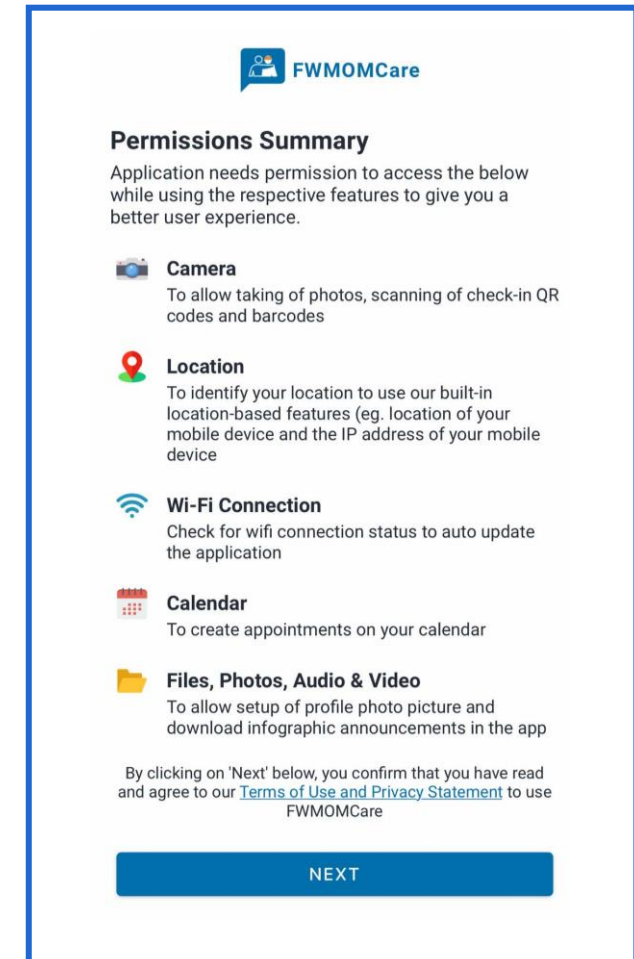 FWMOMCare
Permissions Summary
Application needs permission to access the below
while using the respective features to give you a
better user experience.
Camera
To allow taking of photos, scanning of check-in QR
codes and barcodes
Location
To identify your location to use our built-in
location-based features (eg. location of your
mobile device and the IP address of your mobile
device
Wi-Fi Connection
Check for wifi connection status to auto update
the application
Calendar
To create appointments on your calendar
Files, Photos, Audio & Video
To allow setup of profile photo picture and
download infographic announcements in the app
By clicking on 'Next' below, you confirm that you have read
and agree to our Terms of Use and Privacy Statement to use
FWMOMCare
NEXT